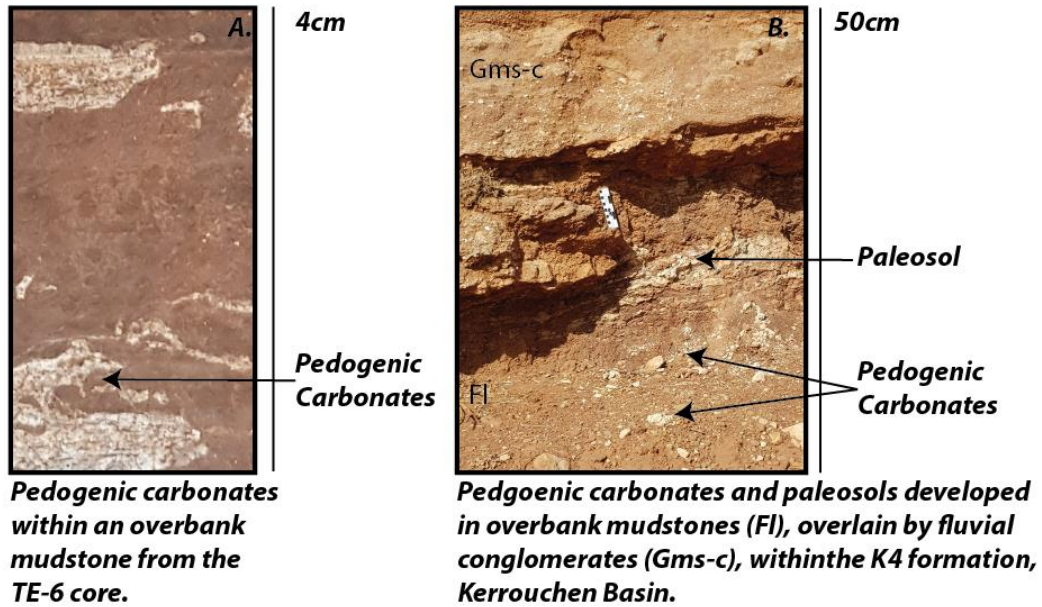 A.
4cm
Pedogenic
Carbonates
Pedogenic carbonates
within an overbank
mudstone from the
TE-6 core.
B.
50cm
Gms-c
Paleosol
Pedogenic
Carbonates
Fl
Pedgoenic carbonates and paleosols developed
in overbank mudstones (Fl), overlain by fluvial
conglomerates (Gms-c), withinthe K4 formation,
Kerrouchen Basin.